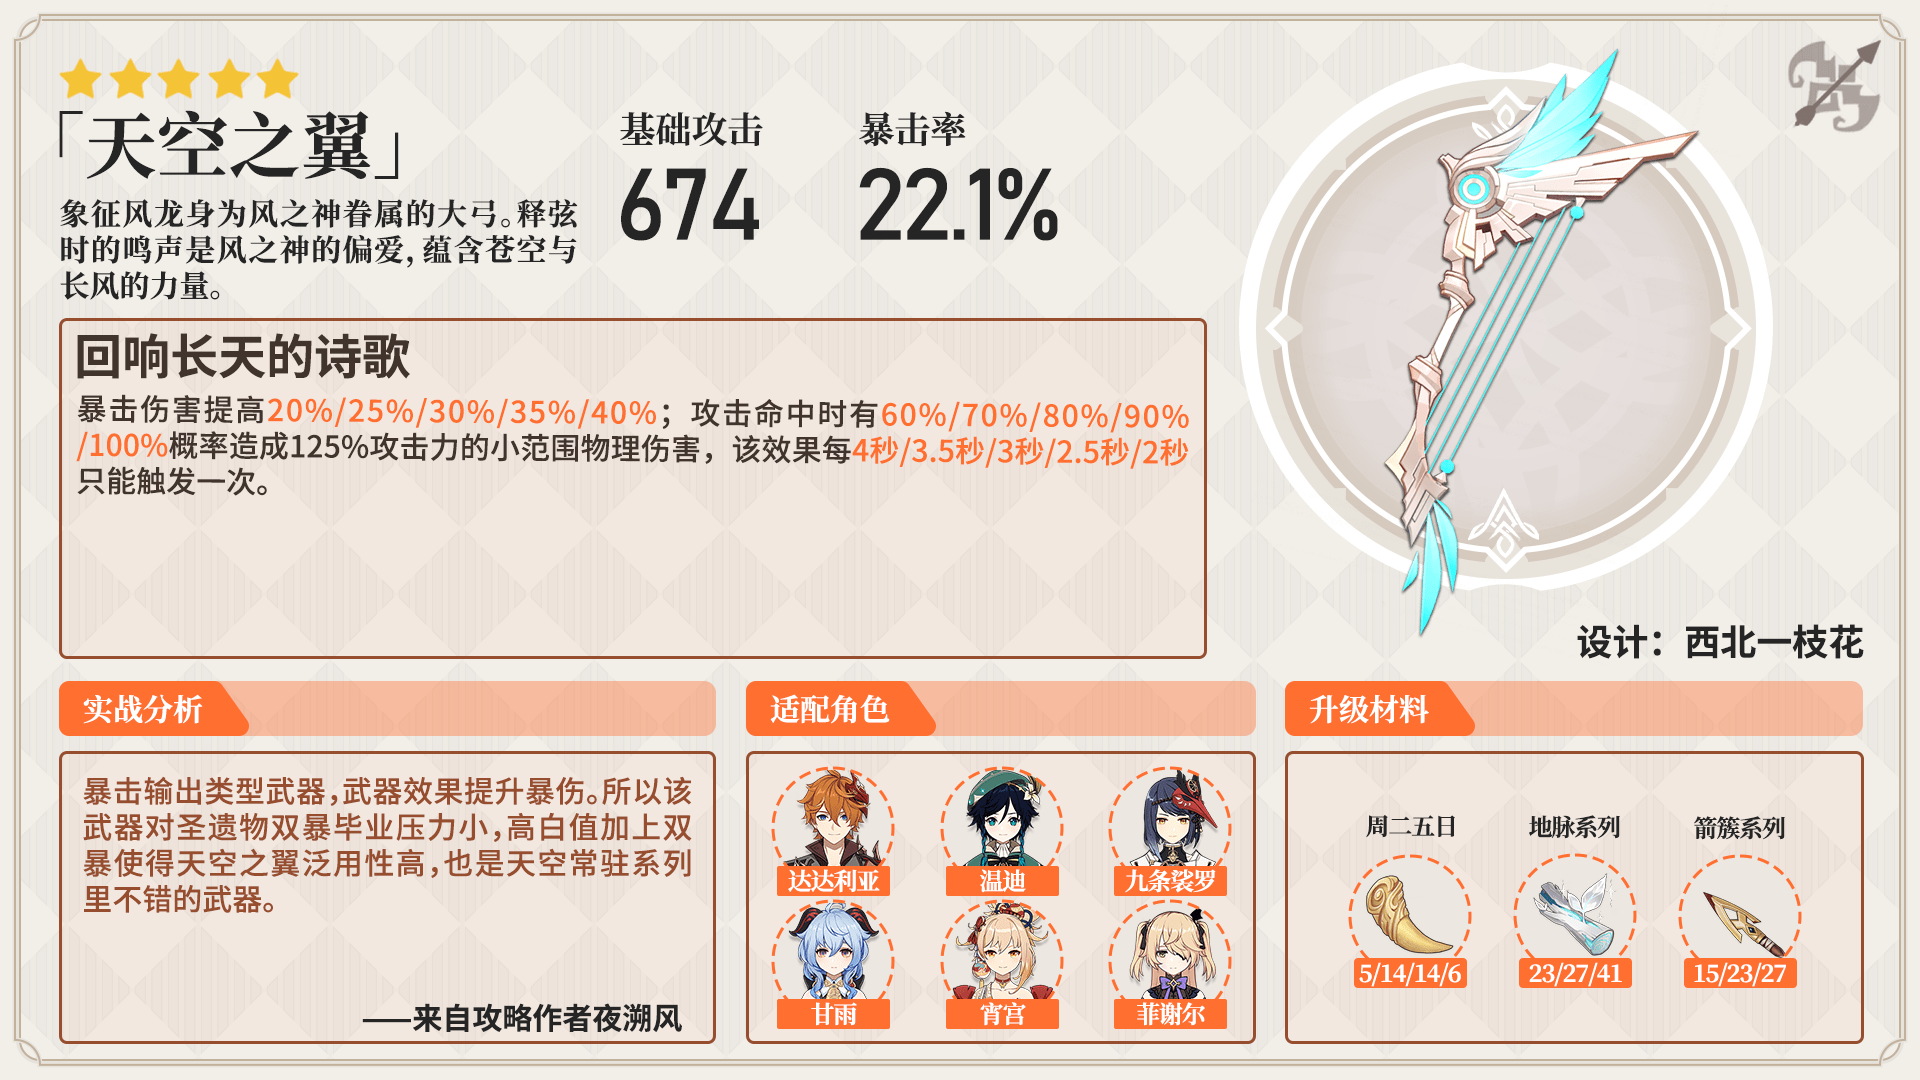 「天空之翼」
象征风龙身为风之神眷属的大弓。释弦
时的鸣声是风之神的偏爱，蕴含苍空与
长风的力量。
基础攻击
674
暴击率
22.1%
回响长天的诗歌
暴击伤害提高20%/25%/30%/35%/40%；攻击命中时有60%/70%/80%/90%
/100%概率造成125%攻击力的小范围物理伤害，该效果每4秒/3.5秒/3秒/2.5秒/2秒
只能触发一次。
设计：西北一枝花
实战分析
暴击输出类型武器，武器效果提升暴伤。所以该
武器对圣遗物双暴毕业压力小，高白值加上双
暴使得天空之翼泛用性高，也是天空常驻系列
里不错的武器。
——来自攻略作者夜溯风
适配角色
达达利亚
温迪
九条裟罗
甘雨
宵宫
菲谢尔
升级材料
周二五日
地脉系列
箭簇系列
5/14/14/6
23/27/41
15/23/27